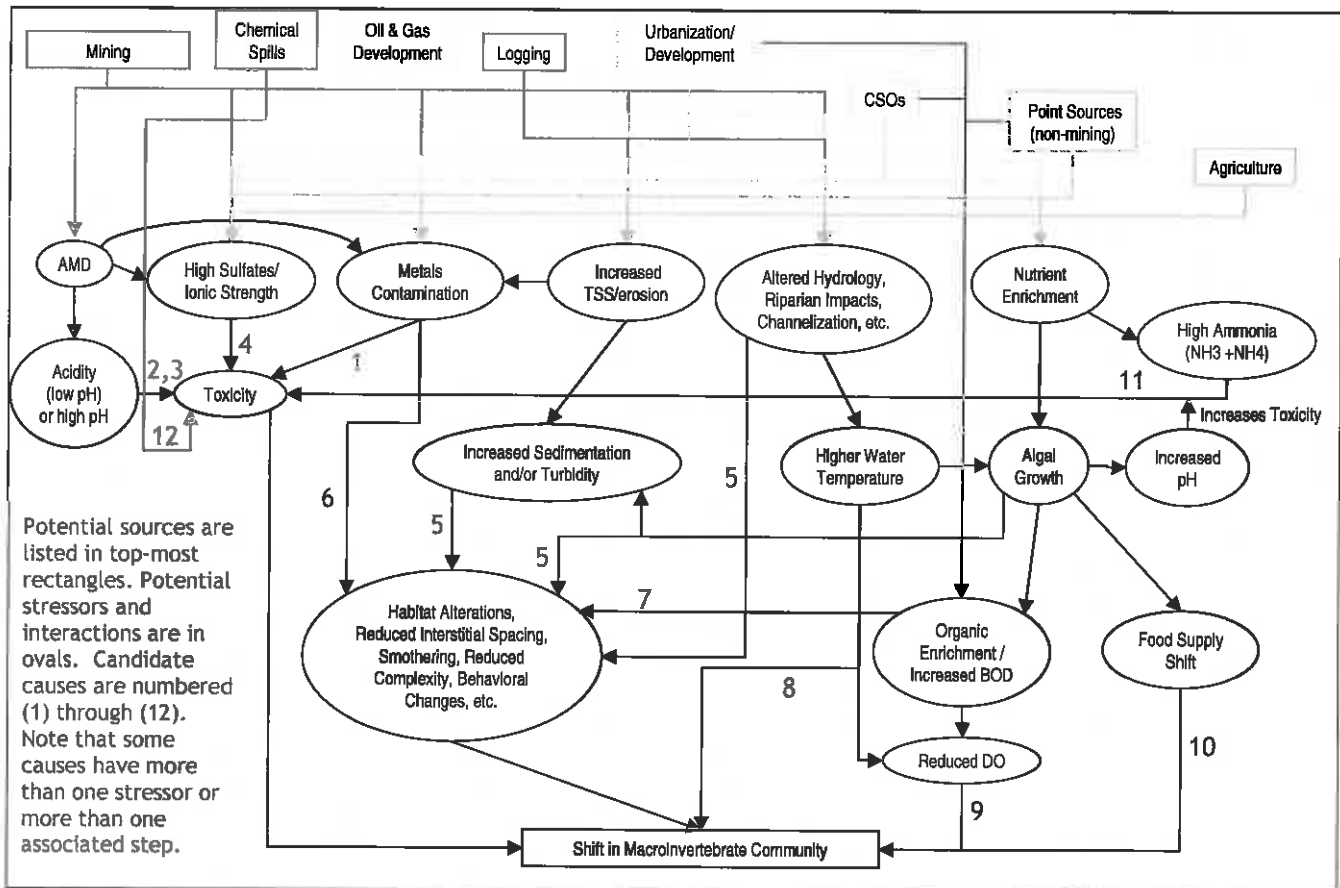 Mining
Chemical
Spills
Oil & Gas
Development
Logging
Urbanization/
Development
CSOs
Point Sources
(non-mining)
Agriculture
AMD
High Sulfates/
Ionic Strength
Metals
Contamination
Increased
TSS/erosion
Altered Hydrology,
Riparian Impacts,
Channelization, etc.
Nutrient
Enrichment
High Ammonia
(NH3 +NH4)
Acidity
(low pH)
or high pH
2,3
4
1
Toxicity
12
11
Increases Toxicity
Increased Sedimentation
and/or Turbidity
Higher Water
Temperature
Algal
Growth
Increased
pH
6
5
5
5
7
Potential sources are
listed in top-most
rectangles. Potential
stressors and
interactions are in
ovals. Candidate
causes are numbered
(1) through (12).
Note that some
causes have more
than one stressor or
more than one
associated step.
Habitat Alterations,
Reduced Interstitial Spacing,
Smothering, Reduced
Complexity, Behavioral
Changes, etc.
Organic
Enrichment /
Increased BOD
Food Supply
Shift
8
Reduced DO
10
9
Shift in Macroinvertebrate Community